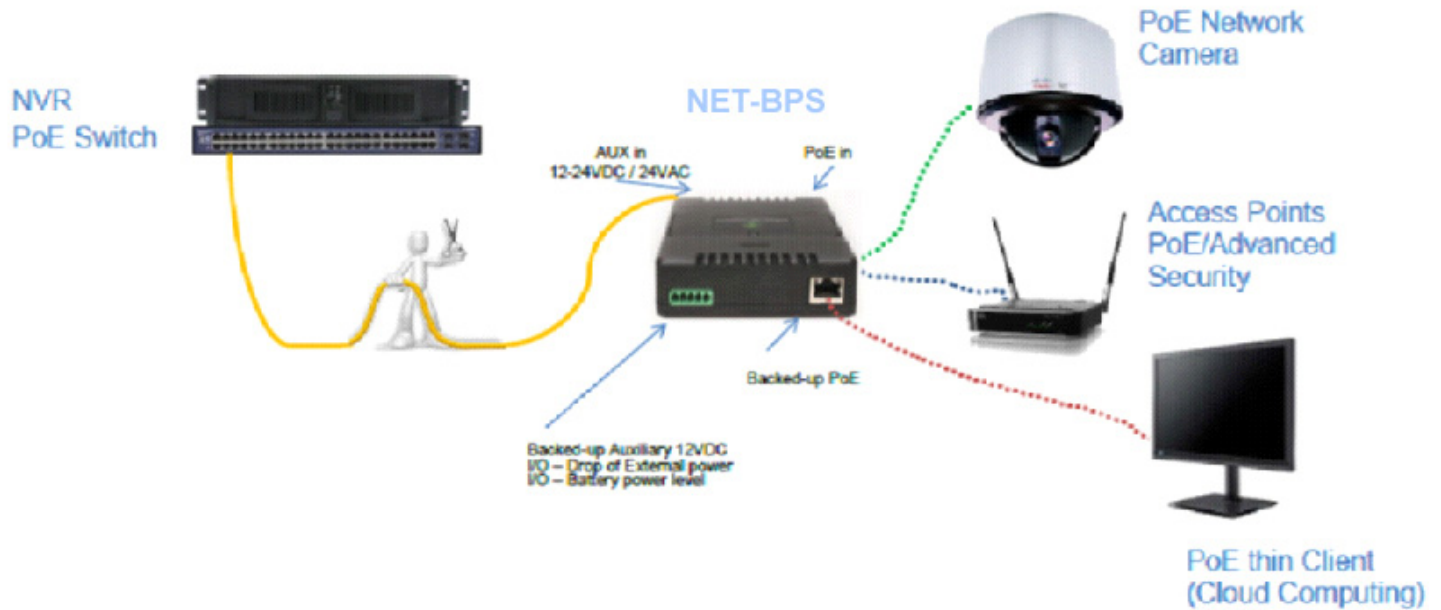 NVR
PoE Switch
NET-BPS
AUX in
12-24VDC / 24VAC
PoE in
PoE Network
Camera
Access Points
PoE/Advanced
Security
Backed-up PoE
Backed-up Auxiliary 12VDC
I/O – Drop of External power
I/O – Battery power level
PoE thin Client
(Cloud Computing)